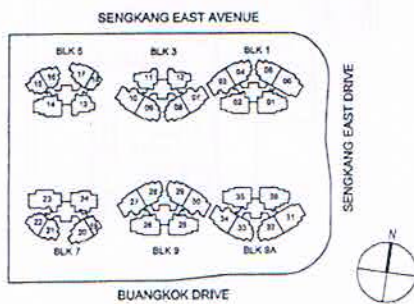 SENGKANG EAST AVENUE
BLK 5 BLK 3 BLK 1
15 16 17 18
14 13
11 12
10 09 08 07
03 04 05 06
02 01
SENGKANG EAST DRIVE
23 24
22 21 20 19
27 28 29 30
26 25
35 36
34 33 32 31
BLK 7 BLK 9 BLK 9A
N
BUANGKOK DRIVE